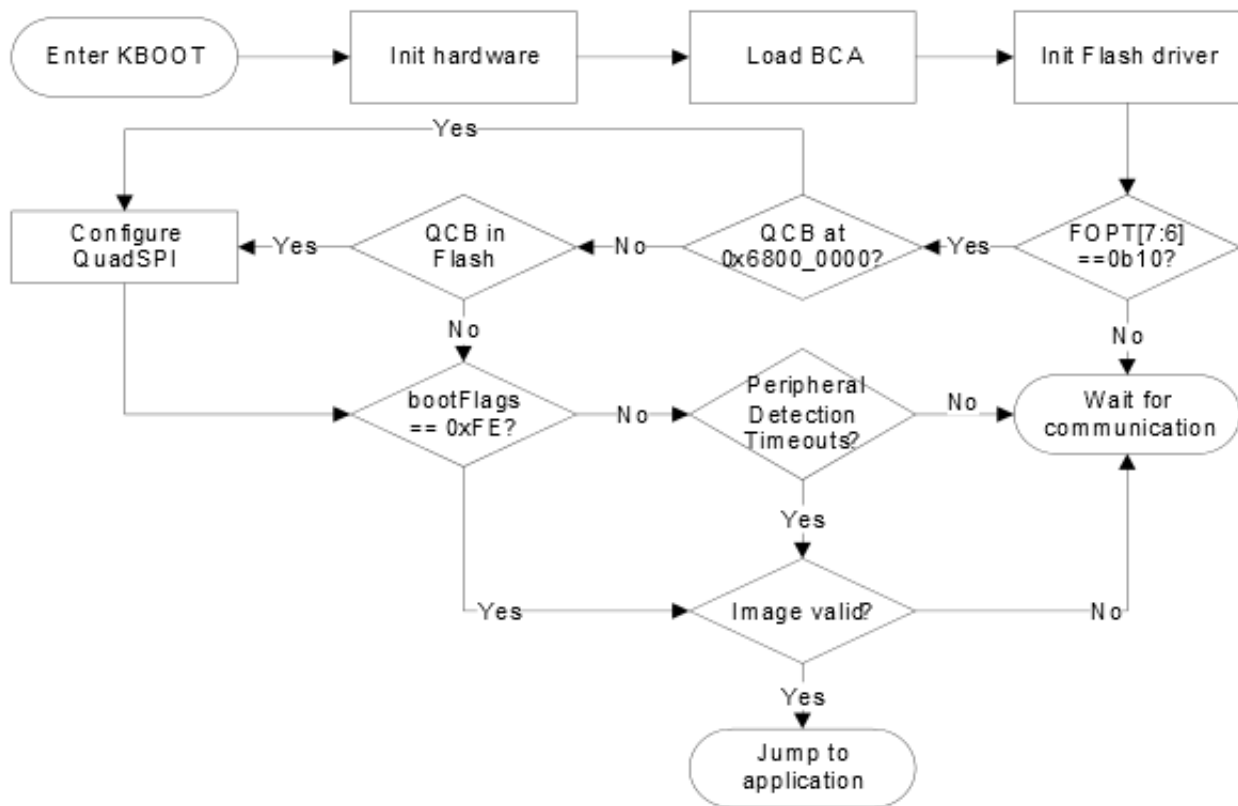 Enter KBOOT
Init hardware
Load BCA
Init Flash driver
Yes
Configure
QuadSPI
Yes
QCB in
Flash
No
QCB at
0x6800_0000?
Yes
FOPT[7:6]
==0b10?
No
No
bootFlags
== 0xFE?
No
Peripheral
Detection
Timeouts?
No
Wait for
communication
Yes
Yes
Image valid?
No
Yes
Jump to
application